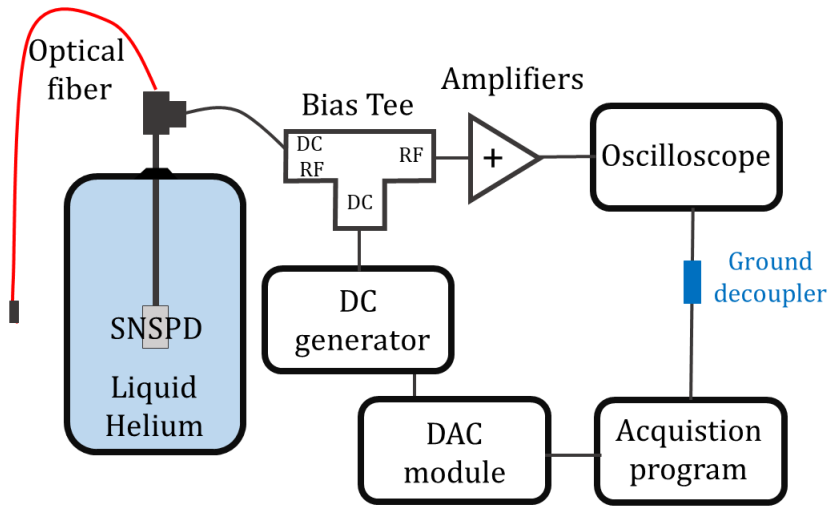 Optical
fiber
Bias Tee
Amplifiers
DC
RF
RF
DC
+
Oscilloscope
Ground
decoupler
DC
generator
SNSPD
Liquid
Helium
DAC
module
Acquistion
program